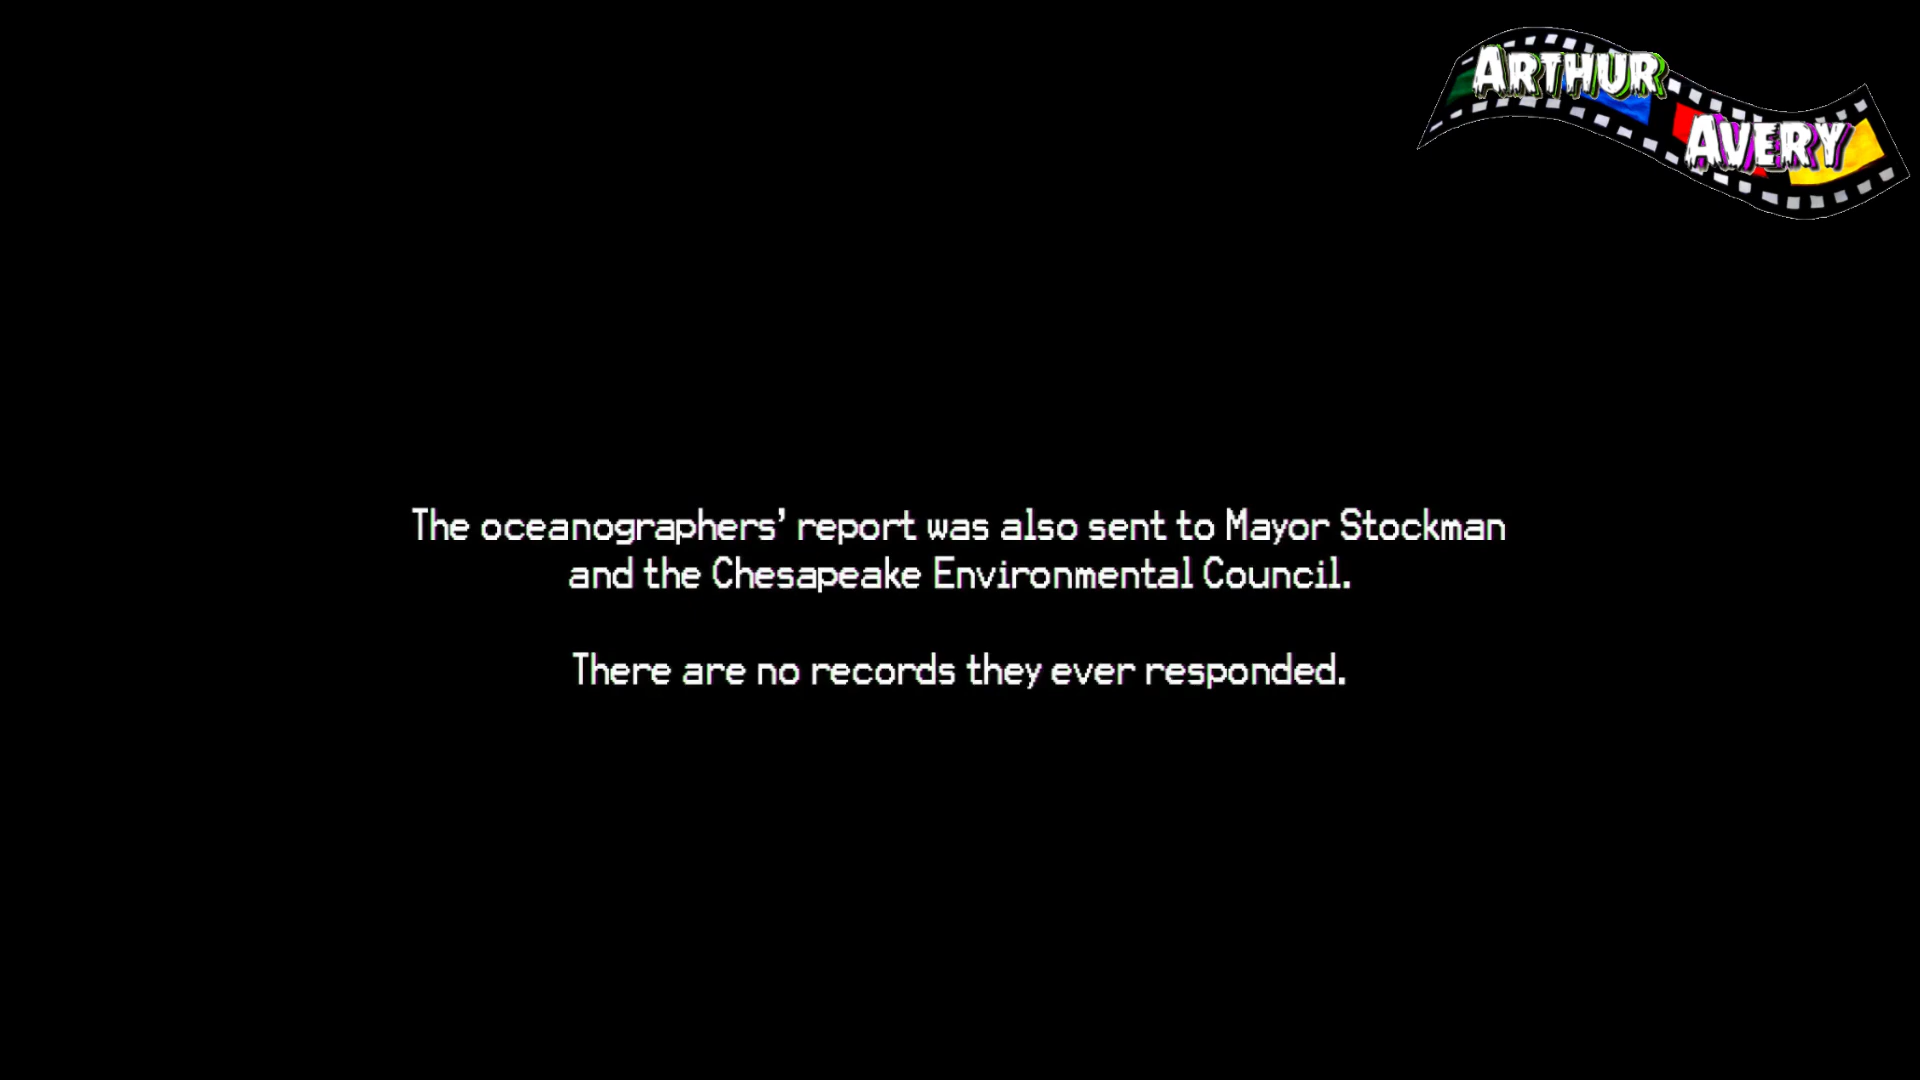 ARTHUR
AVERY
The oceanographers' report was also sent to Mayor Stockman
and the Chesapeake Environmental Council.
There are no records they ever responded.